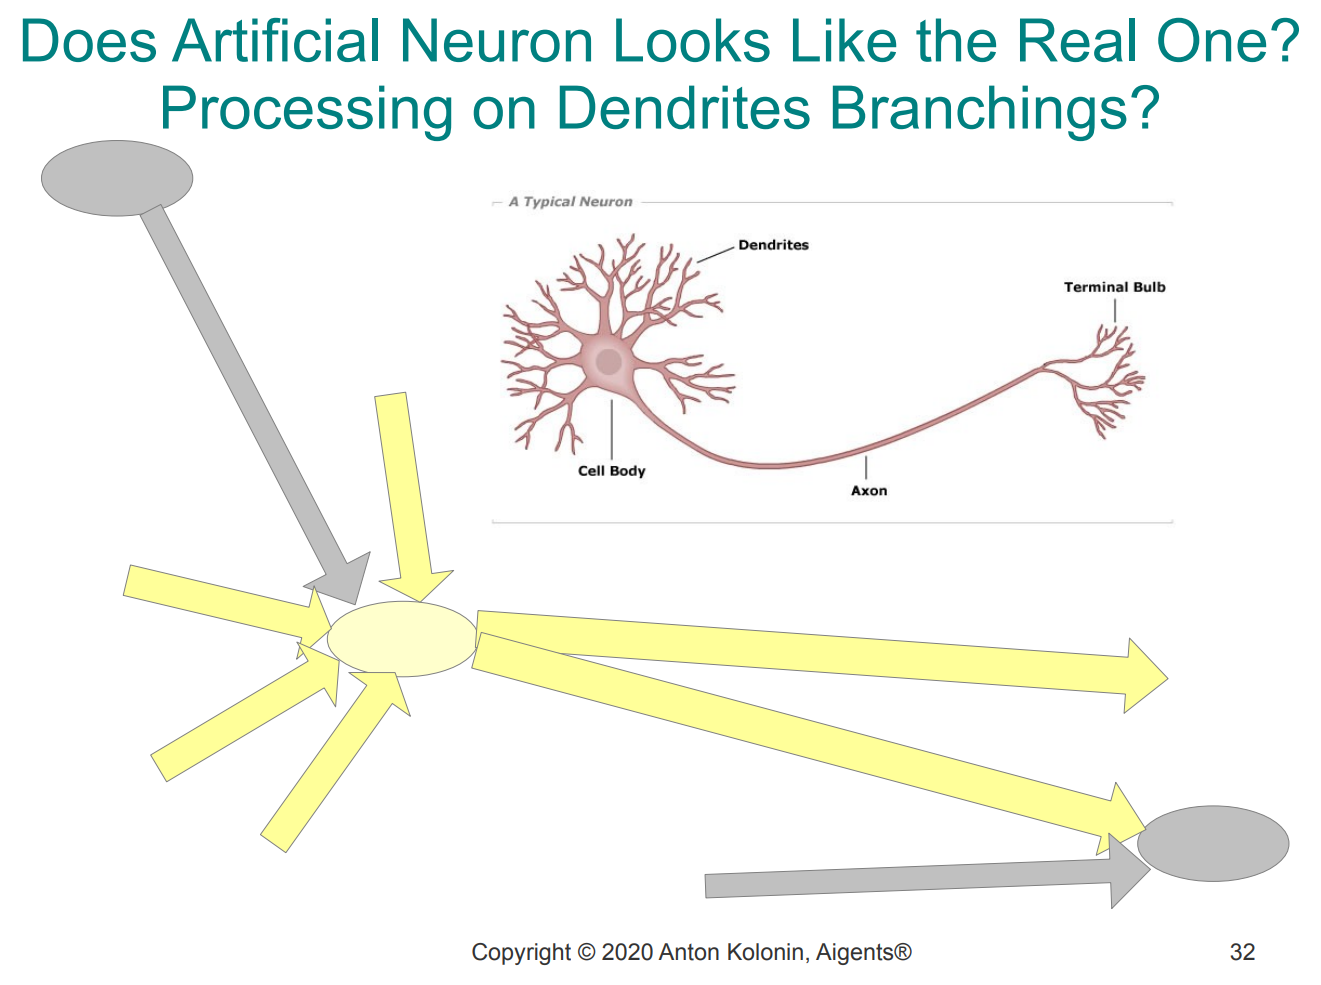 Does Artificial Neuron Looks Like the Real One?
Processing on Dendrites Branchings?
A Typical Neuron
Dendrites
Terminal Bulb
Cell Body
Axon
Copyright © 2020 Anton Kolonin, Aigents®
32